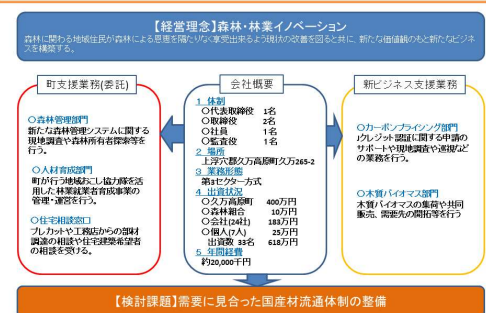 【経営理念】森林・林業イノベーション
森林に関わる地域住民が森林による恩恵を隔たりなく享受出来るよう現状の改善を図ると共に、新たな価値観のもと新たなビジネ
スを構築する。
町支援業務(委託)
〇森林管理部門
新たな森林管理システムに関する
現地調査や森林所有者探索等を
行う。
〇人材育成部門
町が行う地域おこし協力隊を活
用した林業就業者育成事業の
管理・運営を行う。
〇住宅相談窓口
プレカットや工務店からの部材
調達の相談や住宅建築希望者
の相談を受ける。
会社概要
1 体制
〇代表取締役 1名
〇取締役 2名
〇社員 1名
〇監査役 1名
2 場所
上浮穴郡久万高原町久万265-2
3 業務形態
第3セクター方式
4 出資状況
〇久万高原町 400万円
〇森林組合 10万円
〇会社(24社) 183万円
〇個人(7人) 25万円
出資数 33名 618万円
5 年間経費
約20,000千円
新ビジネス支援業務
〇カーボンプライシング部門
Jクレジット認証に関する申請の
サポートや現地調査や巡視など
の業務を行う。
〇木質バイオマス部門
木質バイオマスの集荷や共同
販売、需要先の開拓等を行う
【検討課題】需要に見合った国産材流通体制の整備